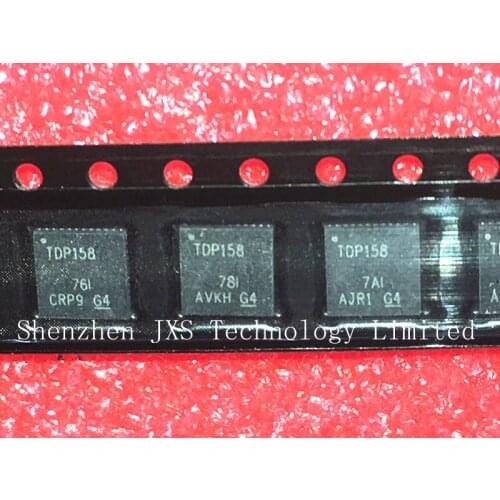 TDP158
76I
CRP9 G4
TDP158
78I
AVKH G4
TDP158
7AI
AJR1 G4
Shenzhen JXS Technology Limited